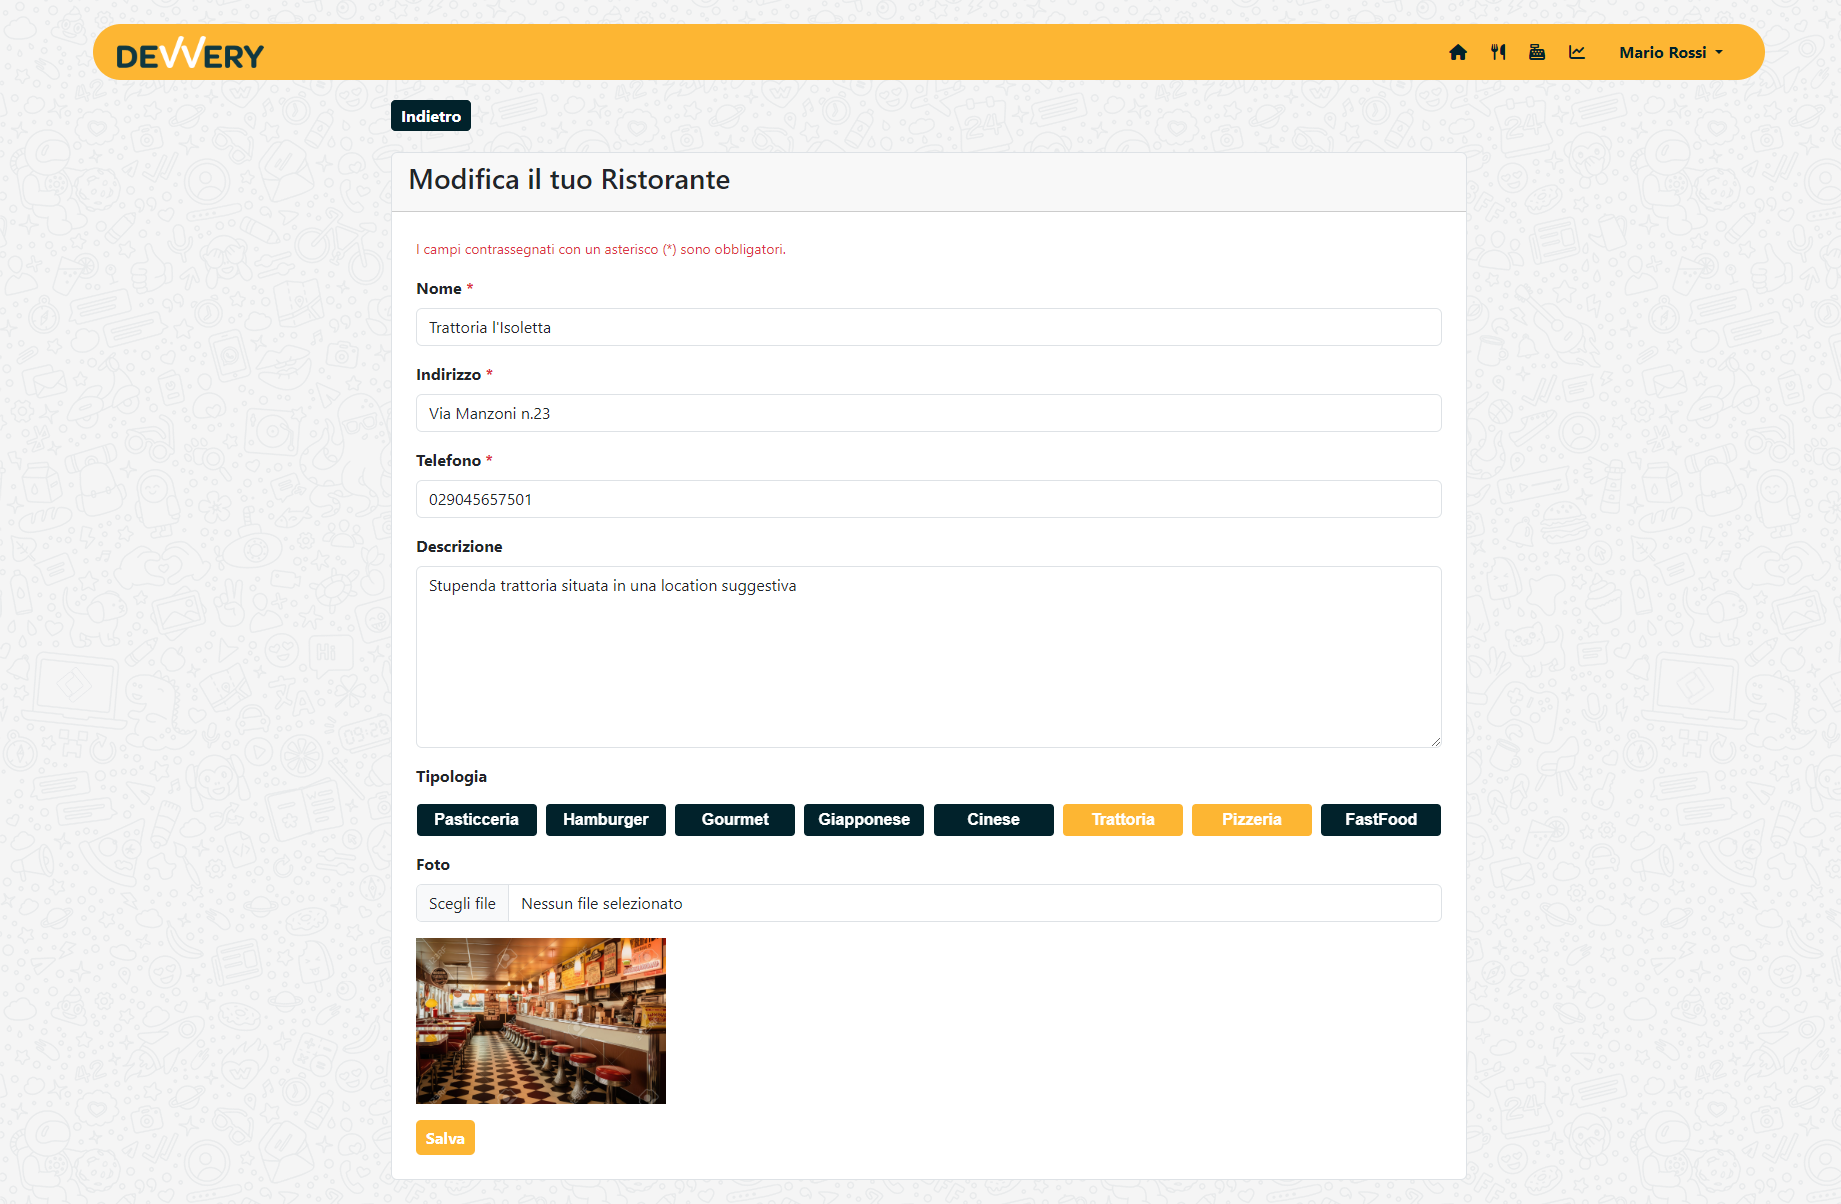 DEVVERY
Mario Rossi
Indietro
Modifica il tuo Ristorante
I campi contrassegnati con un asterisco (*) sono obbligatori.
Nome *
Trattoria l'Isoletta
Indirizzo *
Via Manzoni n.23
Telefono *
029045657501
Descrizione
Stupenda trattoria situata in una location suggestiva
Tipologia
Pasticceria Hamburger Gourmet Giapponese Cinese Trattoria Pizzeria FastFood
Foto
Scegli file Nessun file selezionato
Salva